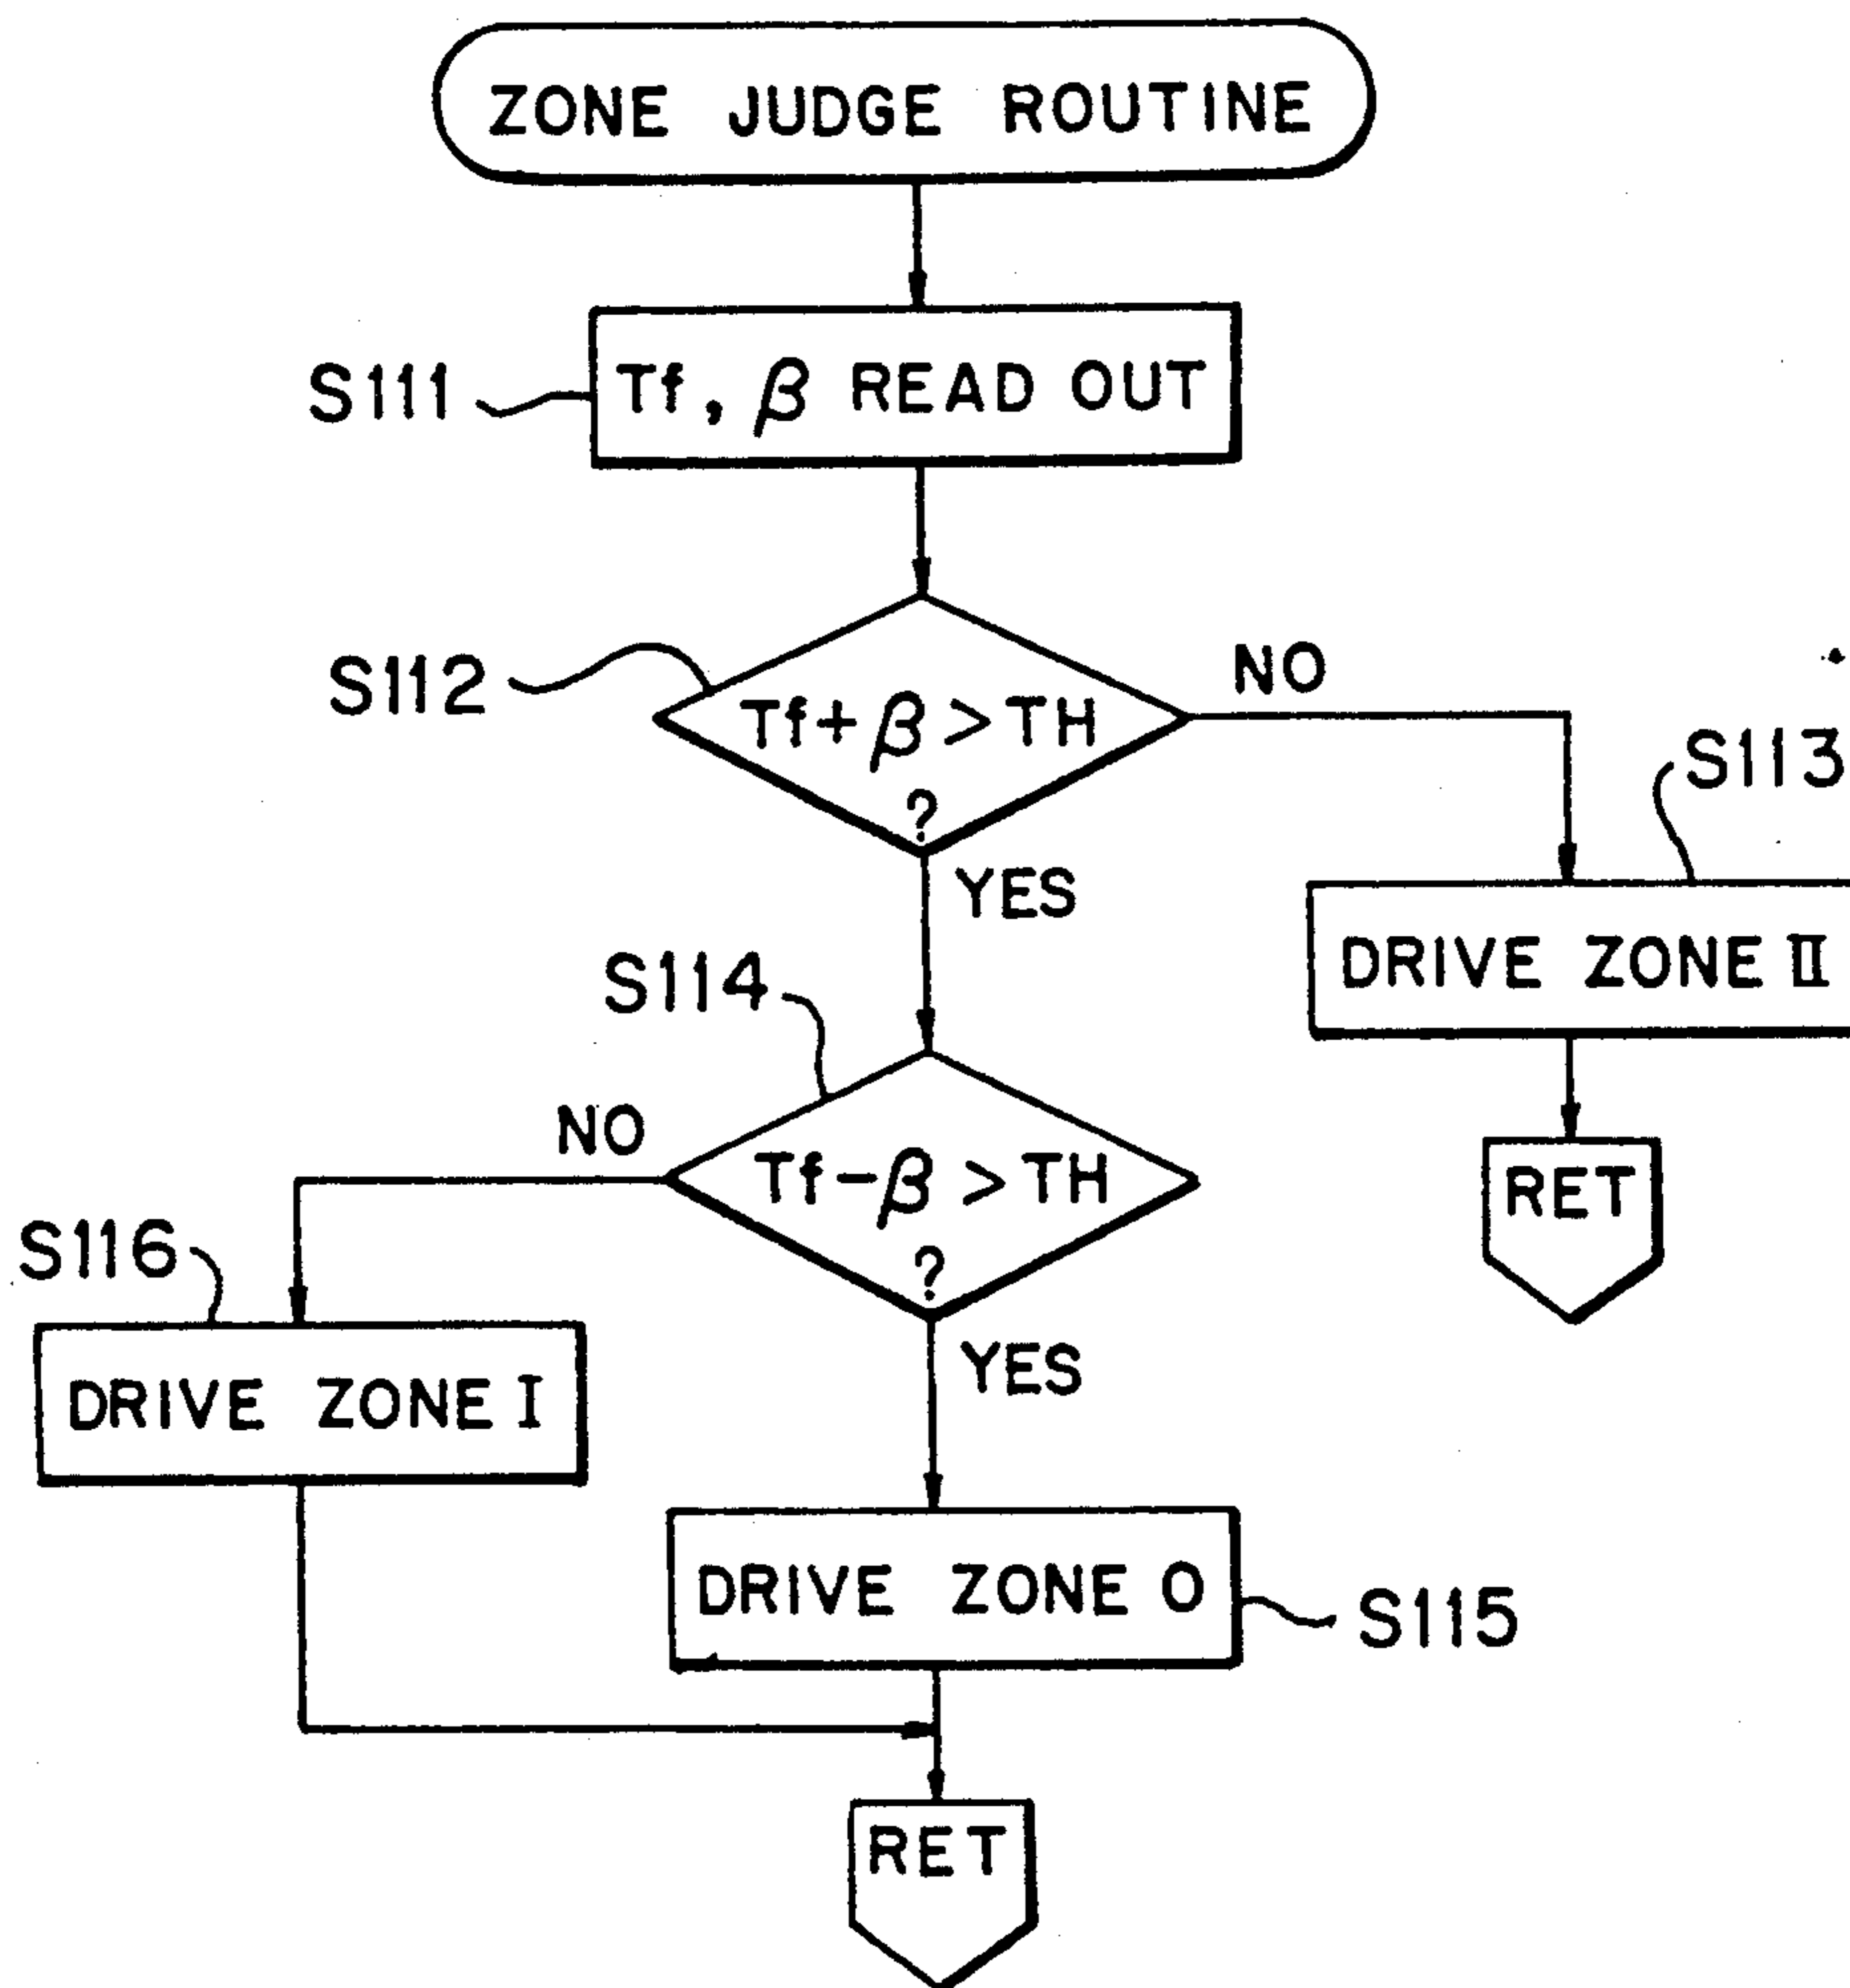 ZONE JUDGE ROUTINE
S111
Tf, β READ OUT
S112
Tf+β>TH
?
NO
YES
S113
DRIVE ZONE II
RET
S114
Tf-β>TH
?
NO
YES
S116
DRIVE ZONE I
DRIVE ZONE 0
S115
RET